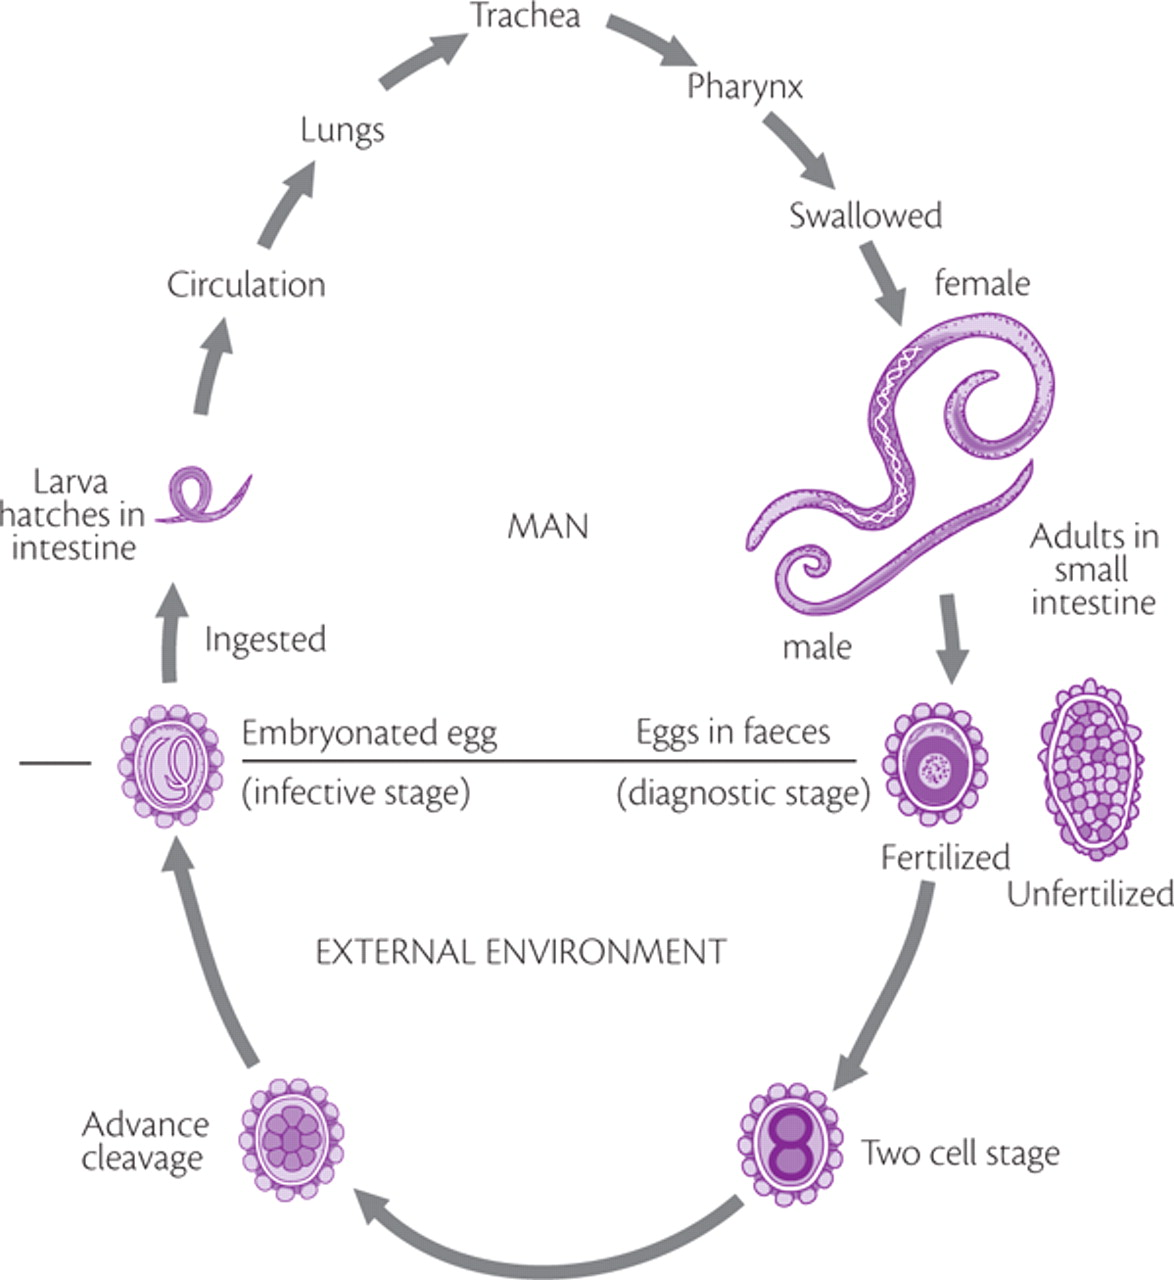 Trachea
Pharynx
Lungs
Swallowed
Circulation
female
Larva
hatches in
intestine
MAN
Adults in
small
intestine
Ingested
male
Embryonated egg
(infective stage)
Eggs in faeces
(diagnostic stage)
Fertilized
Unfertilized
EXTERNAL ENVIRONMENT
Advance
cleavage
Two cell stage